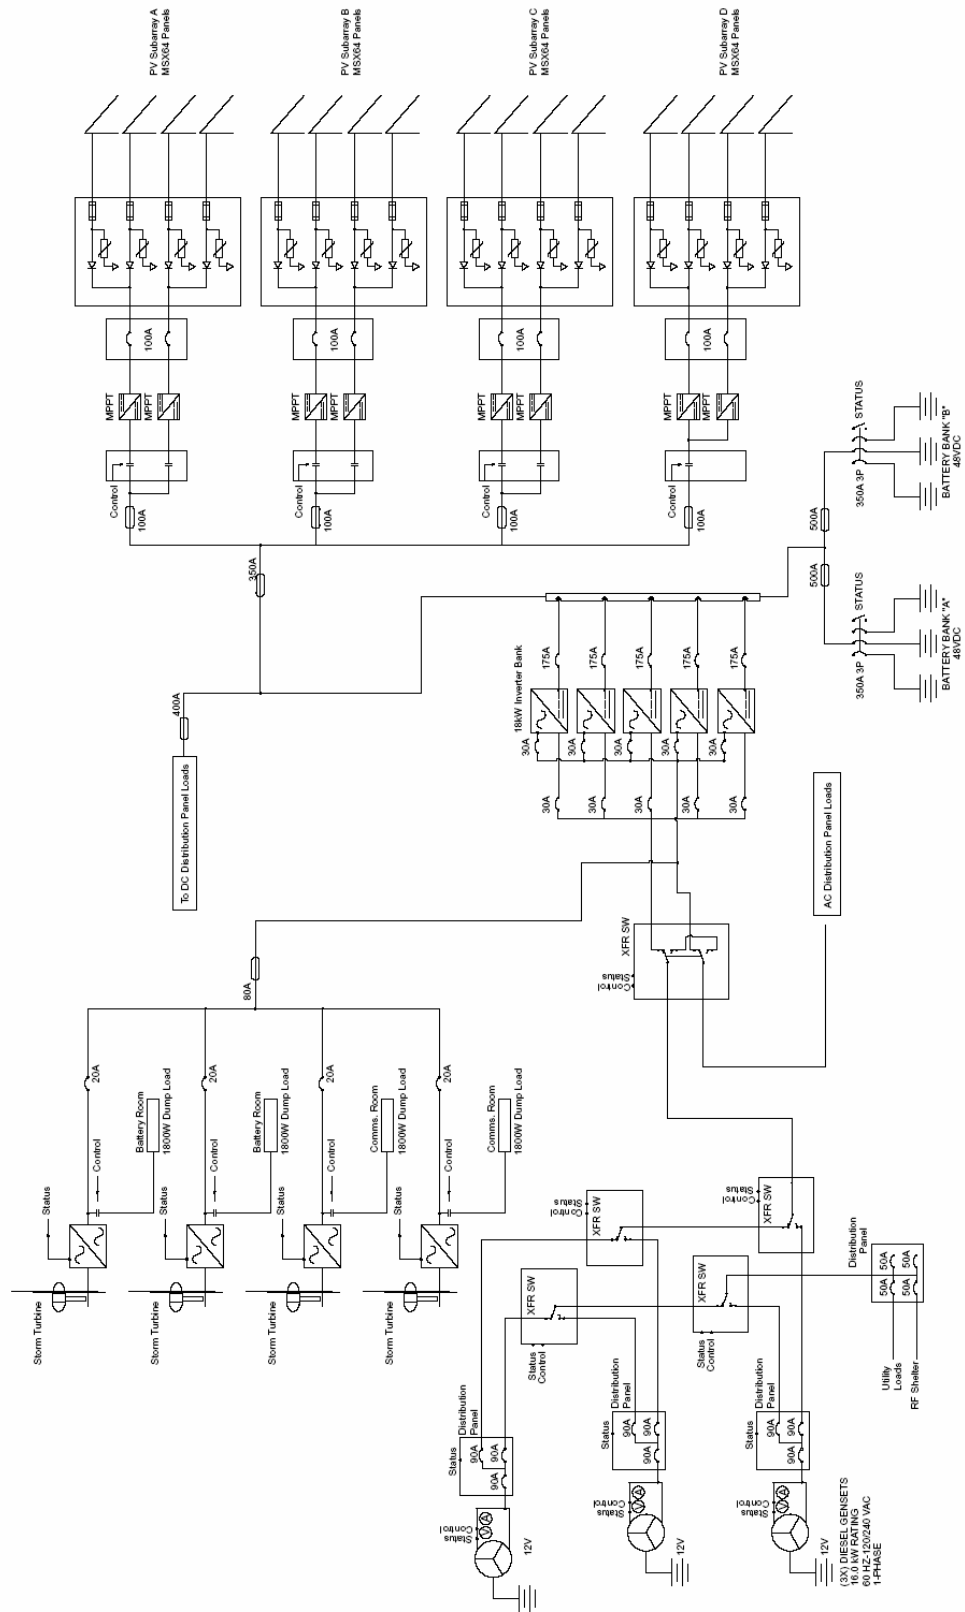 PV Subarray A
MSX64 Panels
PV Subarray B
MSX64 Panels
PV Subarray C
MSX64 Panels
PV Subarray D
MSX64 Panels
100A
100A
100A
100A
MPPT
MPPT
MPPT
MPPT
MPPT
MPPT
MPPT
MPPT
Control
100A
Control
100A
Control
100A
Control
100A
350A
400A
To DC Distribution Panel Loads
18kW Inverter Bank
175A
175A
175A
175A
175A
30A
30A
30A
30A
30A
30A
30A
30A
30A
30A
500A
500A
350A 3P
STATUS
BATTERY BANK "B"
48VDC
350A 3P
STATUS
BATTERY BANK "A"
48VDC
AC Distribution Panel Loads
XFR SW
Status
Control
80A
20A
20A
20A
20A
Battery Room
1800W Dump Load
Battery Room
1800W Dump Load
Comms. Room
1800W Dump Load
Comms. Room
1800W Dump Load
Status
Control
Status
Control
Status
Control
Status
Control
Storm Turbine
Storm Turbine
Storm Turbine
Storm Turbine
XFR SW
Status
Control
XFR SW
Status
Control
XFR SW
Status
Control
XFR SW
Status
Control
Distribution
Panel
50A
50A
50A
50A
Utility
Loads
RF Shelter
Status
Distribution
Panel
90A
90A
90A
Status
Distribution
Panel
90A
90A
90A
Status
Distribution
Panel
90A
90A
90A
Status
Control
V
A
12V
Status
Control
V
A
12V
Status
Control
V
A
12V
(3X) DIESEL GENSETS
16.0 kW RATING
60 HZ-120/240 VAC
1-PHASE